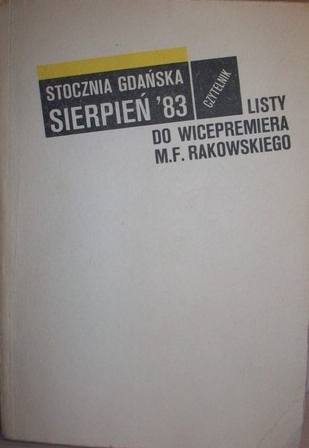 STOCZNIA GDAŃSKA
SIERPIEŃ '83
CZYTELNIK
LISTY
DO WICEPREMIERA
M.F. RAKOWSKIEGO